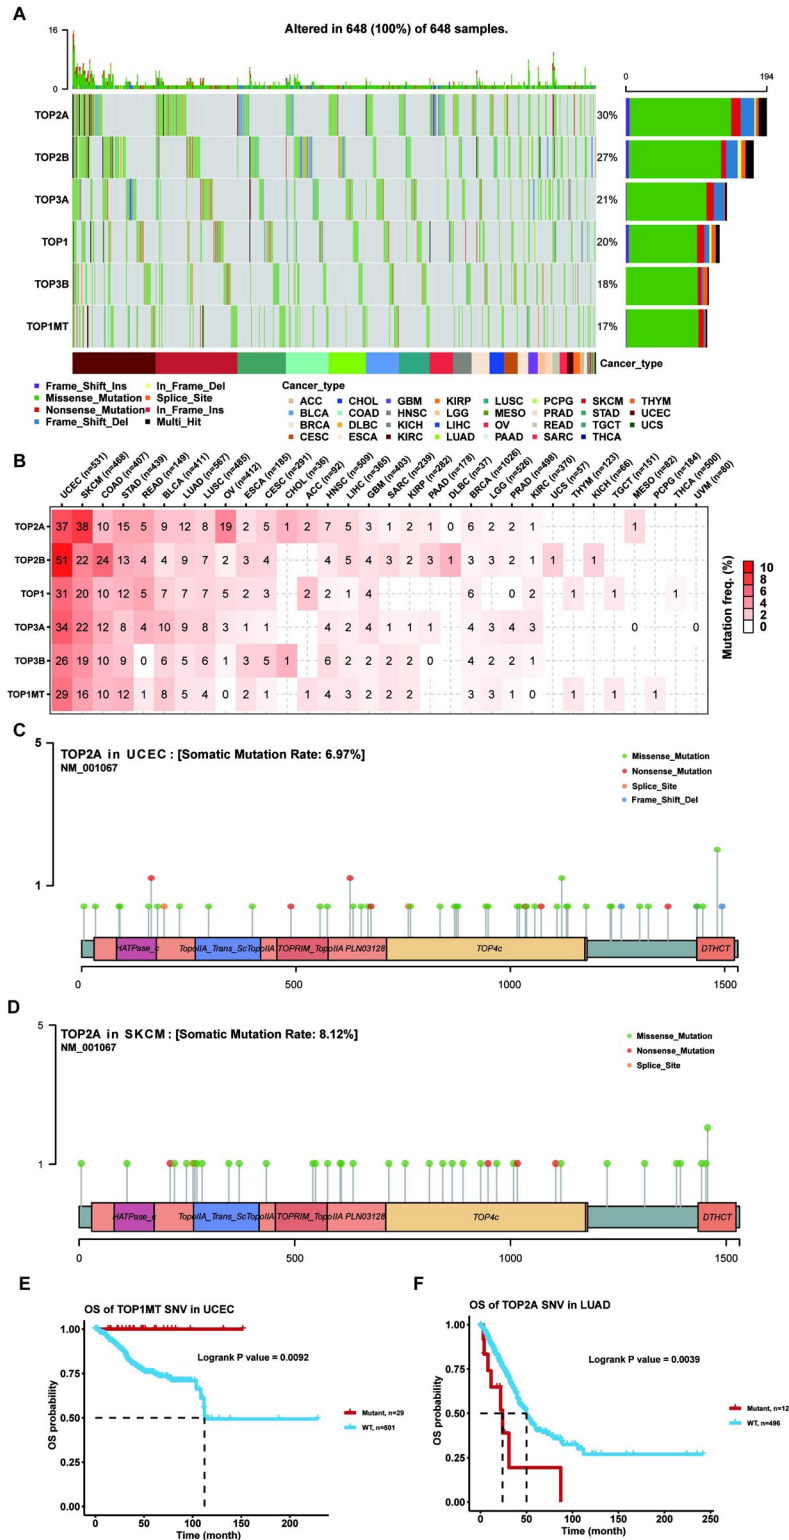 A
Altered in 648 (100%) of 648 samples.
16
0
0
194
TOP2A
30%
TOP2B
27%
TOP3A
21%
TOP1
20%
TOP3B
18%
TOP1MT
17%
Cancer_type
Frame_Shift_Ins
In_Frame_Del
Missense_Mutation
Splice_Site
Nonsense_Mutation
In_Frame_Ins
Frame_Shift_Del
Multi_Hit
Cancer_type
ACC CHOL GBM KIRP LUSC PCPG SKCM THYM
BLCA COAD HNSC LGG MESO PRAD STAD UCEC
BRCA DLBC KICH LIHC OV READ TGCT UCS
CESC ESCA KIRC LUAD PAAD SARC THCA
B
UCEC (n=531)
SKCM (n=468)
COAD (n=407)
STAD (n=439)
READ (n=149)
BLCA (n=411)
LUAD (n=567)
LUSC (n=485)
OV (n=412)
ESCA (n=185)
CESC (n=291)
CHOL (n=36)
ACC (n=92)
HNSC (n=509)
LIHC (n=365)
GBM (n=403)
SARC (n=239)
KIRP (n=282)
PAAD (n=178)
DLBC (n=37)
BRCA (n=1026)
LGG (n=526)
PRAD (n=498)
KIRC (n=370)
UCS (n=57)
THYM (n=123)
KICH (n=66)
TGCT (n=151)
MESO (n=82)
PCPG (n=184)
THCA (n=500)
UVM (n=80)
TOP2A 37 38 10 15 5 9 12 8 19 2 5 1 2 7 5 3 1 2 1 0 6 2 2 1 1
TOP2B 51 22 24 13 4 4 9 7 2 3 4 4 5 4 3 2 3 1 9 4 2 2 1 1
TOP1 31 20 10 12 5 7 7 7 5 2 3 2 2 1 4 6 0 2 1 1 1
TOP3A 34 22 12 8 4 10 9 8 3 1 1 4 2 4 1 1 1 3 3 4 3 0 0
TOP3B 26 19 10 9 0 6 5 6 1 3 5 1 6 2 2 2 2 0 4 2 2 1
TOP1MT 29 16 10 12 1 8 5 4 0 2 1 1 4 3 2 2 2 3 3 1 0 1 1 1
Mutation freq. (%)
10
8
6
4
2
0
C
5
TOP2A in UCEC : [Somatic Mutation Rate: 6.97%]
NM_001067
Missense_Mutation
Nonsense_Mutation
Splice_Site
Frame_Shift_Del
1
HATPase_c TopoIIA_Trans_ScTopoIIA TOPRIM_TopoIIA PLN03128 TOP4c DTHCT
0 500 1000 1500
D
5
TOP2A in SKCM : [Somatic Mutation Rate: 8.12%]
NM_001067
Missense_Mutation
Nonsense_Mutation
Splice_Site
1
HATPase_c TopoIIA_Trans_ScTopoIIA TOPRIM_TopoIIA PLN03128 TOP4c DTHCT
0 500 1000 1500
E
OS of TOP1MT SNV in UCEC
Logrank P value = 0.0092
OS probability
1.00
0.75
0.50
0.25
0.00
Mutant, n=29
WT, n=501
0 50 100 150 200
Time (month)
F
OS of TOP2A SNV in LUAD
Logrank P value = 0.0039
OS probability
1.00
0.75
0.50
0.25
0.00
Mutant, n=12
WT, n=496
0 50 100 150 200 250
Time (month)